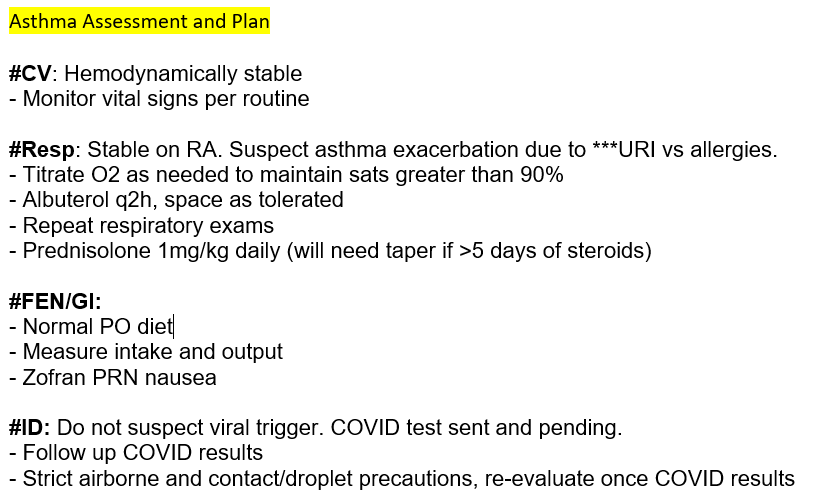 Asthma Assessment and Plan
#CV: Hemodynamically stable
- Monitor vital signs per routine
#Resp: Stable on RA. Suspect asthma exacerbation due to ***URI vs allergies.
- Titrate O2 as needed to maintain sats greater than 90%
- Albuterol q2h, space as tolerated
- Repeat respiratory exams
- Prednisolone 1mg/kg daily (will need taper if >5 days of steroids)
#FEN/GI:
- Normal PO diet
- Measure intake and output
- Zofran PRN nausea
#ID: Do not suspect viral trigger. COVID test sent and pending.
- Follow up COVID results
- Strict airborne and contact/droplet precautions, re-evaluate once COVID results